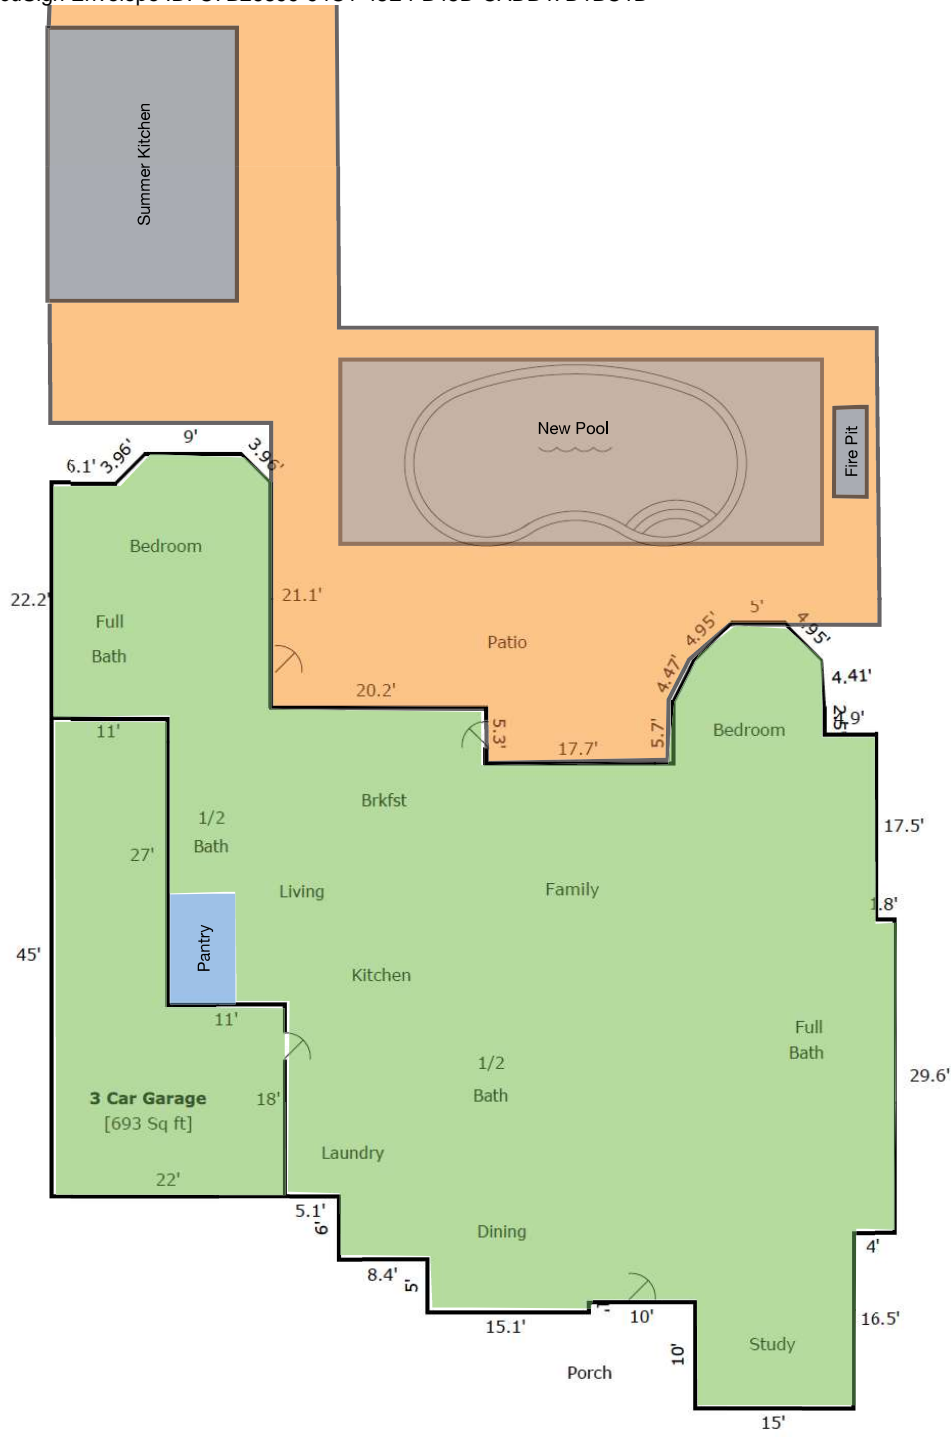 Summer Kitchen
9'
3.96'
3.96'
6.1'
New Pool
Fire Pit
Bedroom
22.2'
21.1'
Full
Bath
Patio
5'
4.95'
4.95'
4.47'
4.41'
20.2'
5.3'
17.7'
5.7'
Bedroom
4.9'
11'
Brkfst
1/2
Bath
17.5'
27'
Living
Family
1.8'
45'
Pantry
Kitchen
11'
Full
Bath
1/2
Bath
29.6'
3 Car Garage
[693 Sq ft]
18'
Laundry
22'
5.1'
6'
Dining
4'
8.4'
5'
15.1'
10'
16.5'
10'
Study
Porch
15'